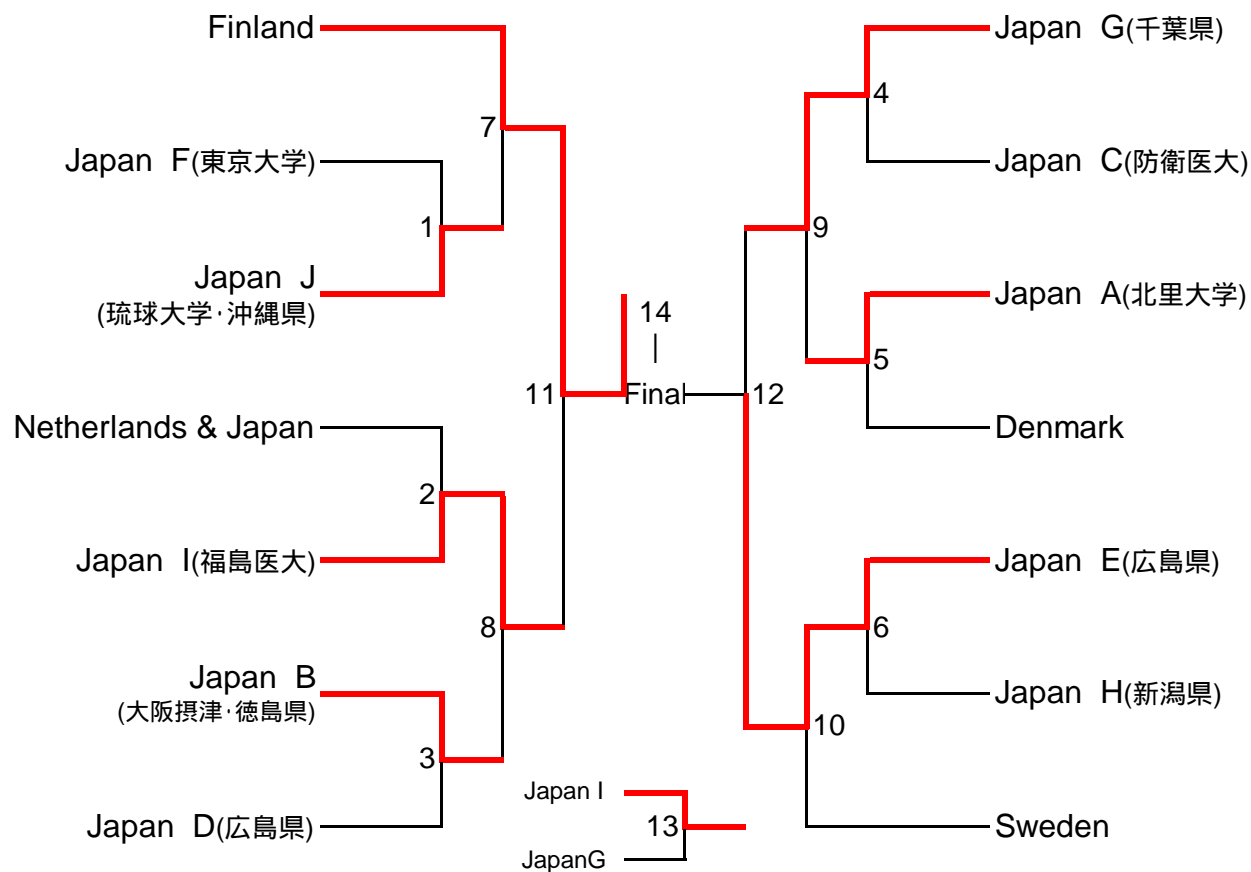 Finland
7
Japan F(東京大学)
1
Japan J
(琉球大学・沖縄県)
11
Netherlands & Japan
2
Japan I(福島医大)
8
Japan B
(大阪摂津・徳島県)
3
Japan D(広島県)
14
|
Final
Japan I
13
JapanG
Japan G(千葉県)
4
Japan C(防衛医大)
9
Japan A(北里大学)
5
Denmark
12
Japan E(広島県)
6
Japan H(新潟県)
10
Sweden